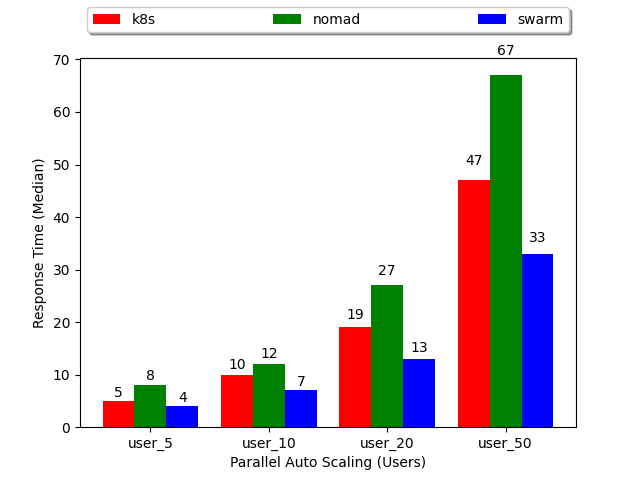 k8s nomad swarm
70
60
50
40
30
20
10
0
Response Time (Median)
5 8 4
10 12 7
19 27 13
47 67 33
user_5 user_10 user_20 user_50
Parallel Auto Scaling (Users)